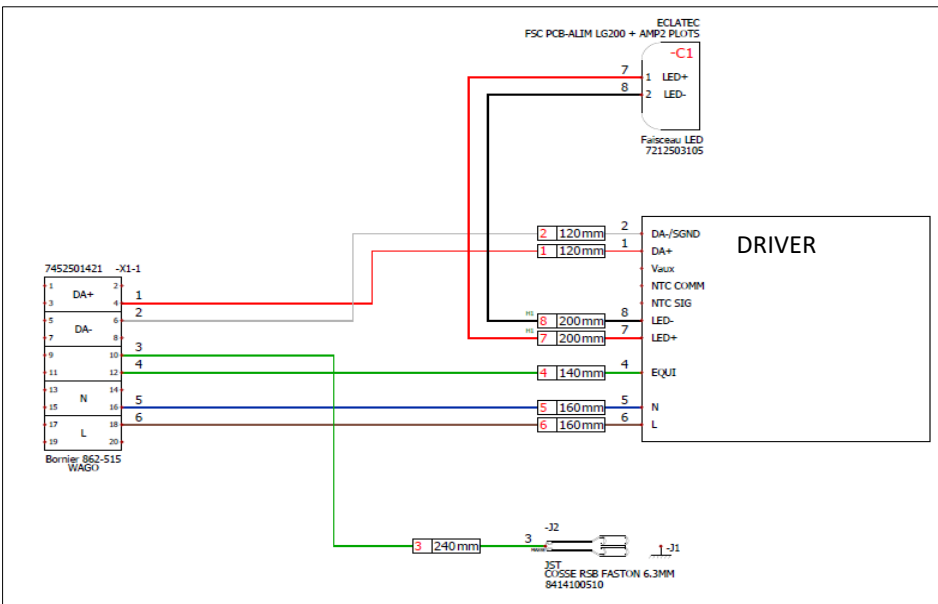 ECLATEC
FSC PCB-ALIM LG200 + AMP2 PLOTS
-C1
7 1 LED+
8 2 LED-
Faisceau LED
7212503105
DRIVER
2 120mm 2 DA-/SGND
1 120mm 1 DA+
Vaux
NTC COMM
NTC SIG
M1 8 200mm 8 LED-
M1 7 200mm 7 LED+
4 140mm 4 EQUI
5 160mm 5 N
6 160mm 6 L
7452501421 -X1-1
1 2
DA+
3 4 1
5 6 2
DA-
7 8
9 10 3
11 12 4
13 14
N
15 16 5
17 18 6
L
19 20
Bornier 862-515
WAGO
3 240mm 3
-J2
-J1
JST
COSSE RSB FASTON 6.3MM
8414100510